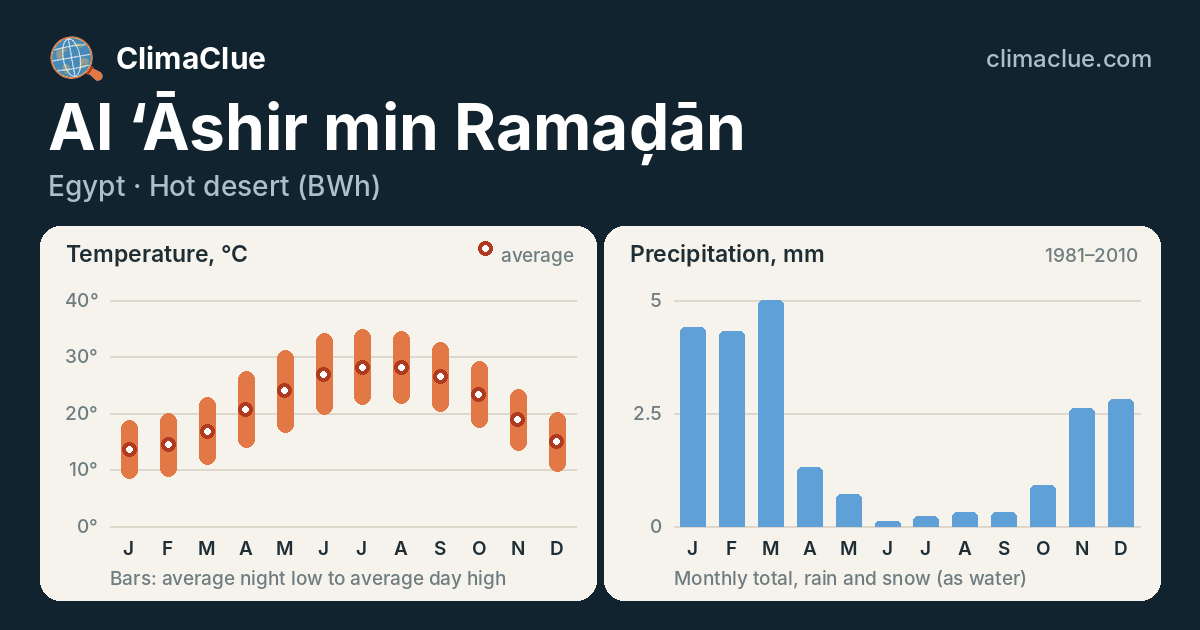 ClimaClue
climaclue.com
Al ‘Āshir min Ramaḑān
Egypt · Hot desert (BWh)
Temperature, °C
average
40°
30°
20°
10°
0°
J F M A M J J A S O N D
Bars: average night low to average day high
Precipitation, mm
1981–2010
5
2.5
0
J F M A M J J A S O N D
Monthly total, rain and snow (as water)